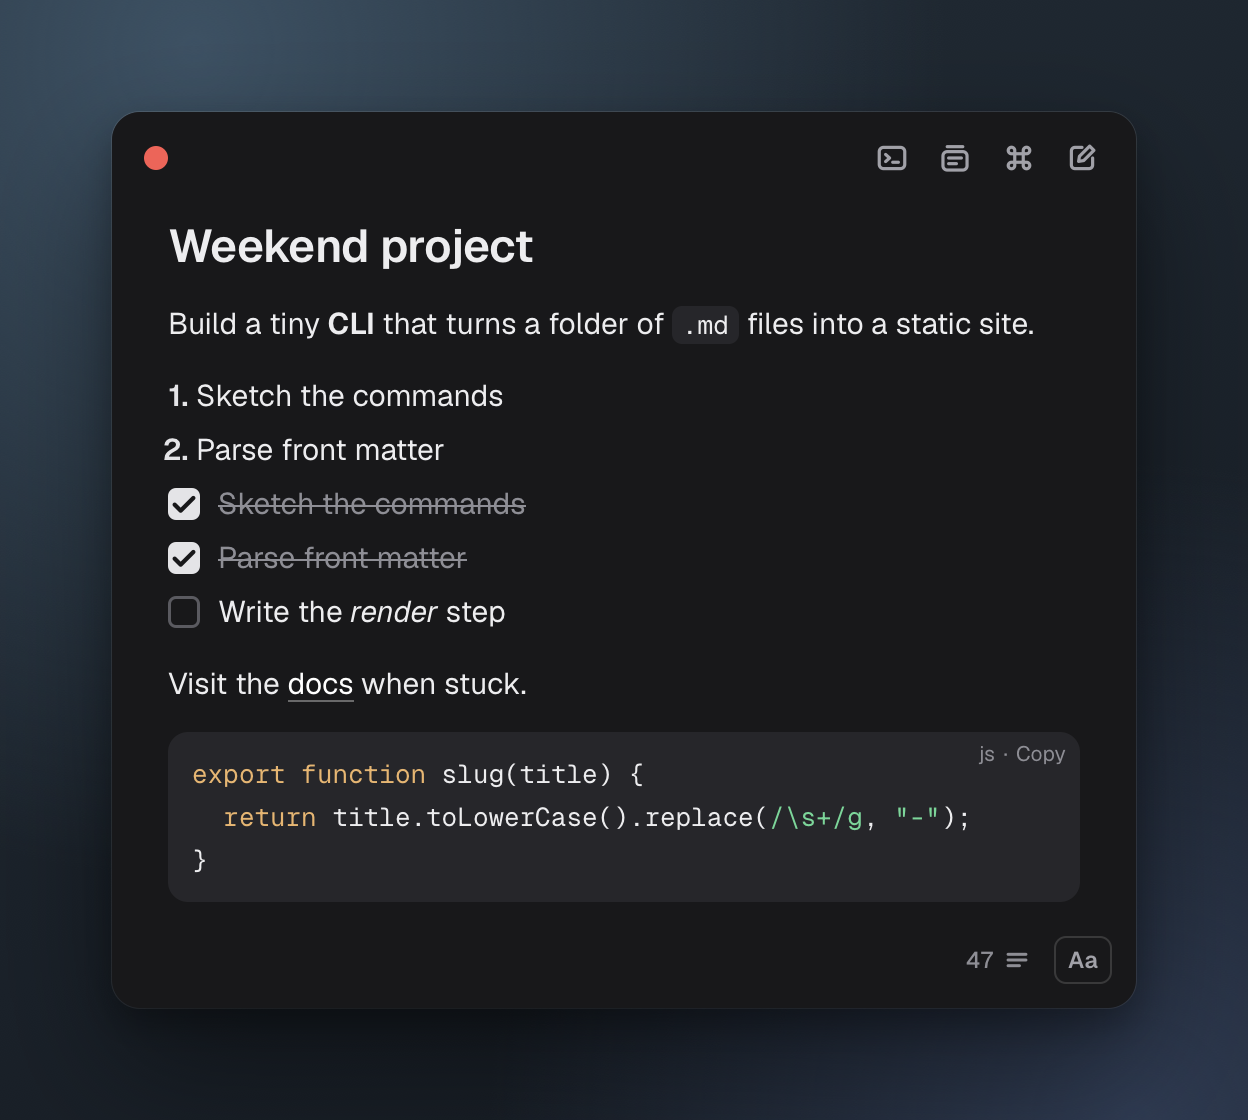 Weekend project
Build a tiny CLI that turns a folder of .md files into a static site.
1. Sketch the commands
2. Parse front matter
Sketch the commands
Parse front matter
Write the render step
Visit the docs when stuck.
js · Copy
export function slug(title) {
  return title.toLowerCase().replace(/\s+/g, "-");
}
47
Aa